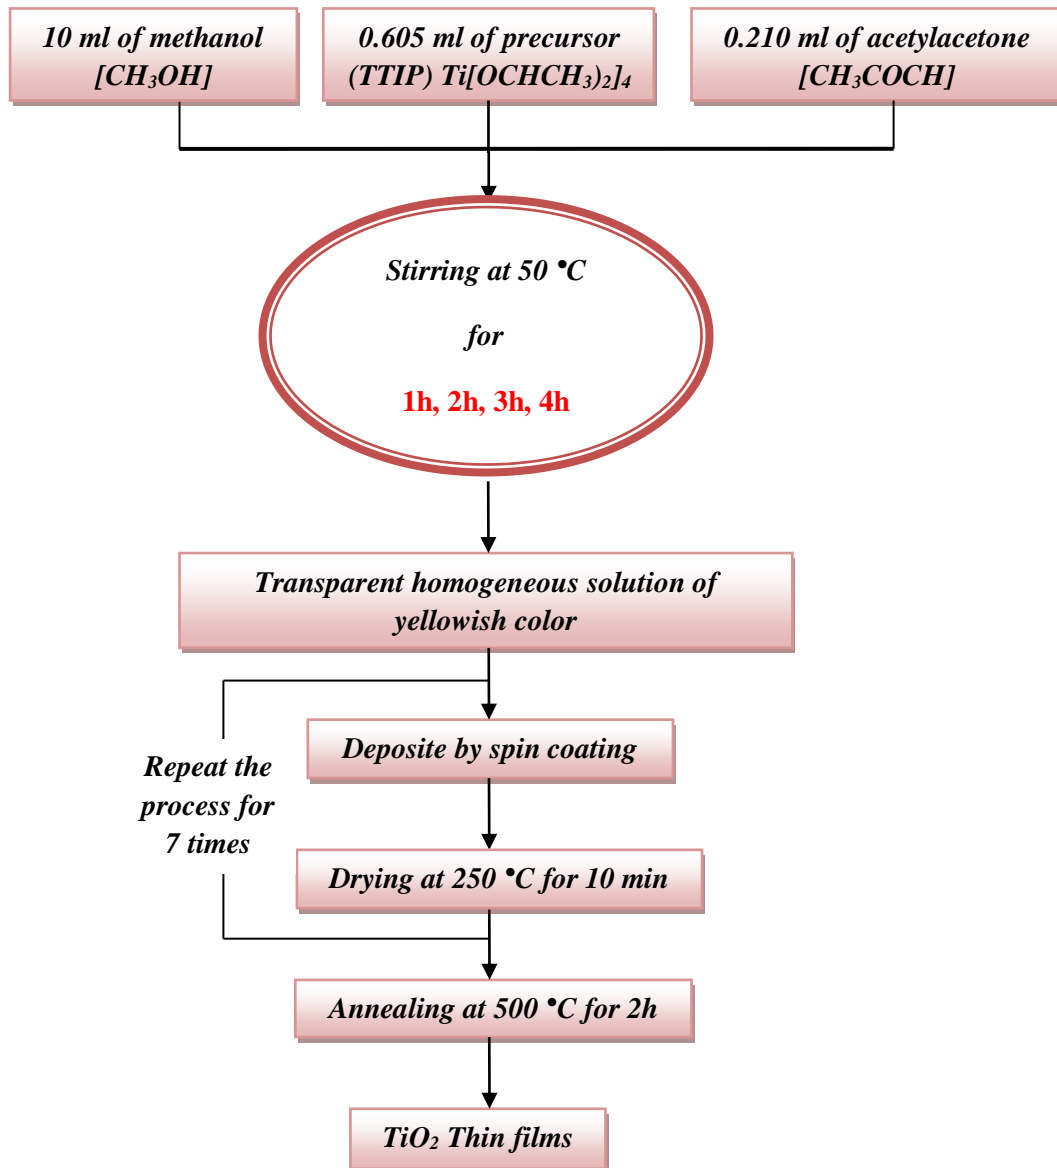 10 ml of methanol
[CH₃OH]
0.605 ml of precursor
(TTIP) Ti[OCHCH₃)₂]₄
0.210 ml of acetylacetone
[CH₃COCH]
Stirring at 50 •C
for
1h, 2h, 3h, 4h
Transparent homogeneous solution of
yellowish color
Deposite by spin coating
Repeat the
process for
7 times
Drying at 250 •C for 10 min
Annealing at 500 •C for 2h
TiO₂ Thin films